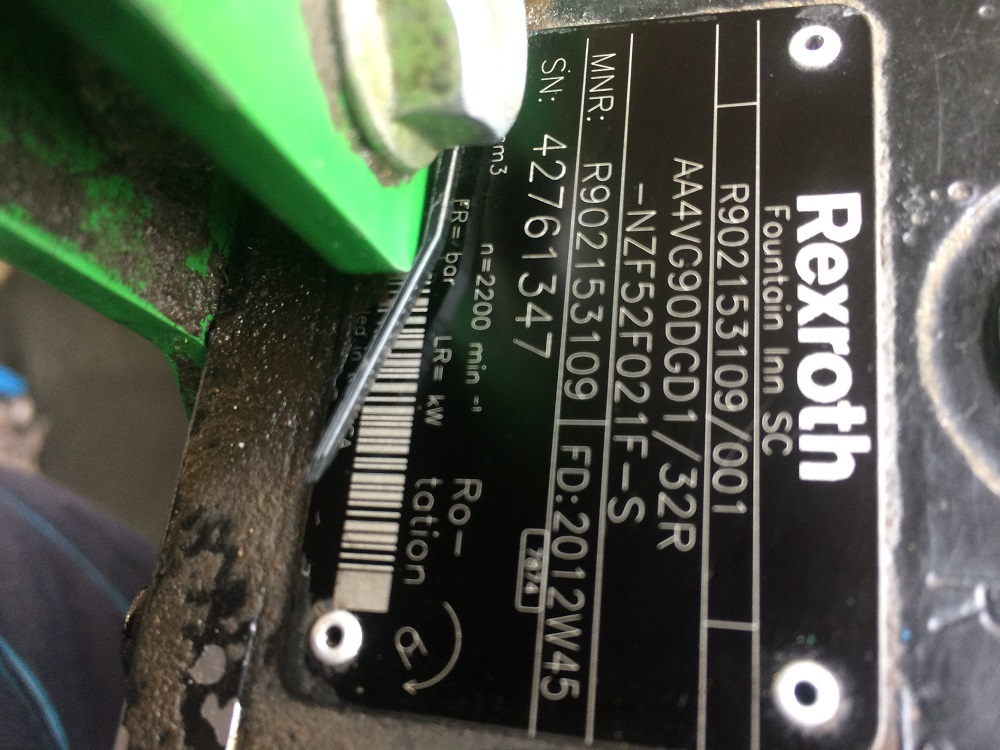 Rexroth
Fountain Inn SC
R902153109/001
AA4VG90DGD1/32R
-NZF52F021F-S
MNR: R902153109 FD:2012W45
SN: 42761347
7874
n=2200 min -1
FR= bar LR= kW
Ro-
tation